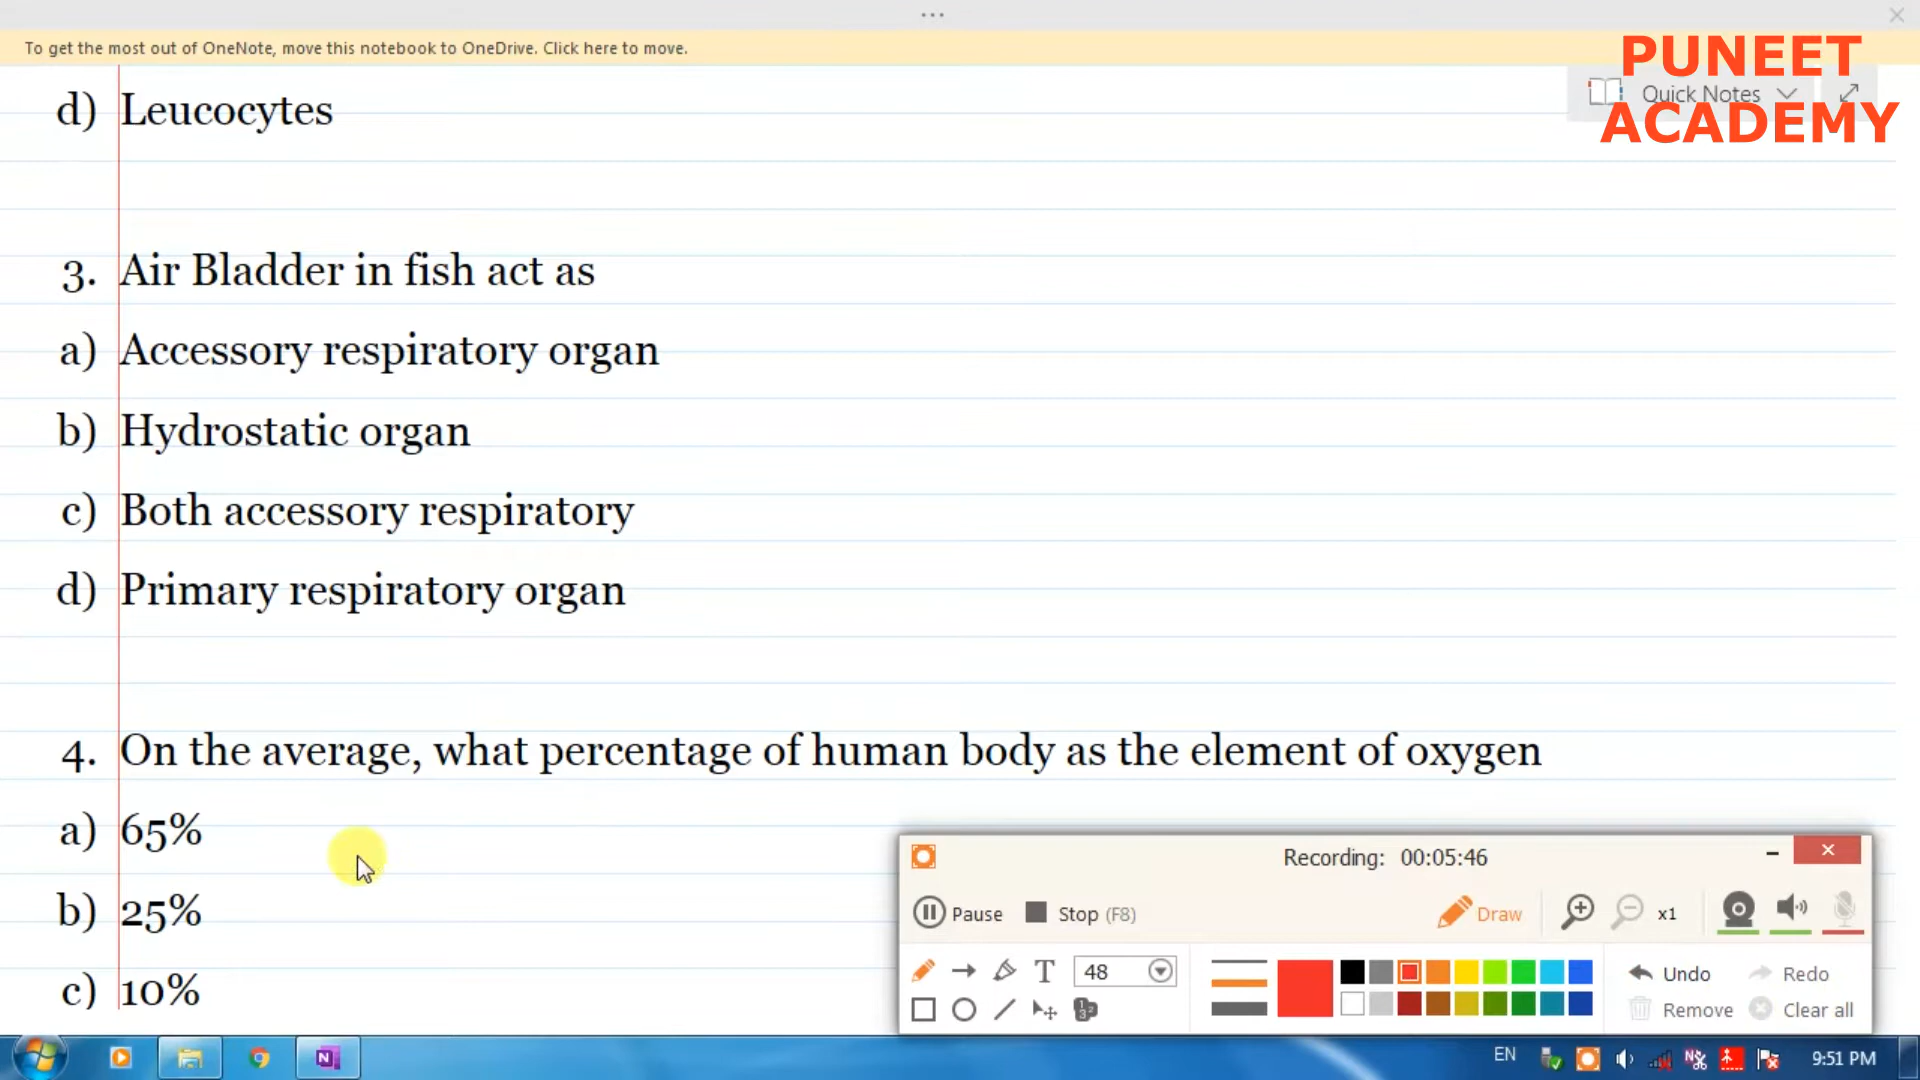 To get the most out of OneNote, move this notebook to OneDrive. Click here to move.
PUNEET
Quick Notes
ACADEMY
d) Leucocytes
3. Air Bladder in fish act as
a) Accessory respiratory organ
b) Hydrostatic organ
c) Both accessory respiratory
d) Primary respiratory organ
4. On the average, what percentage of human body as the element of oxygen
a) 65%
b) 25%
c) 10%
Recording: 00:05:46
Pause Stop (F8) Draw x1
T 48 Undo Redo
Remove Clear all
EN 9:51 PM